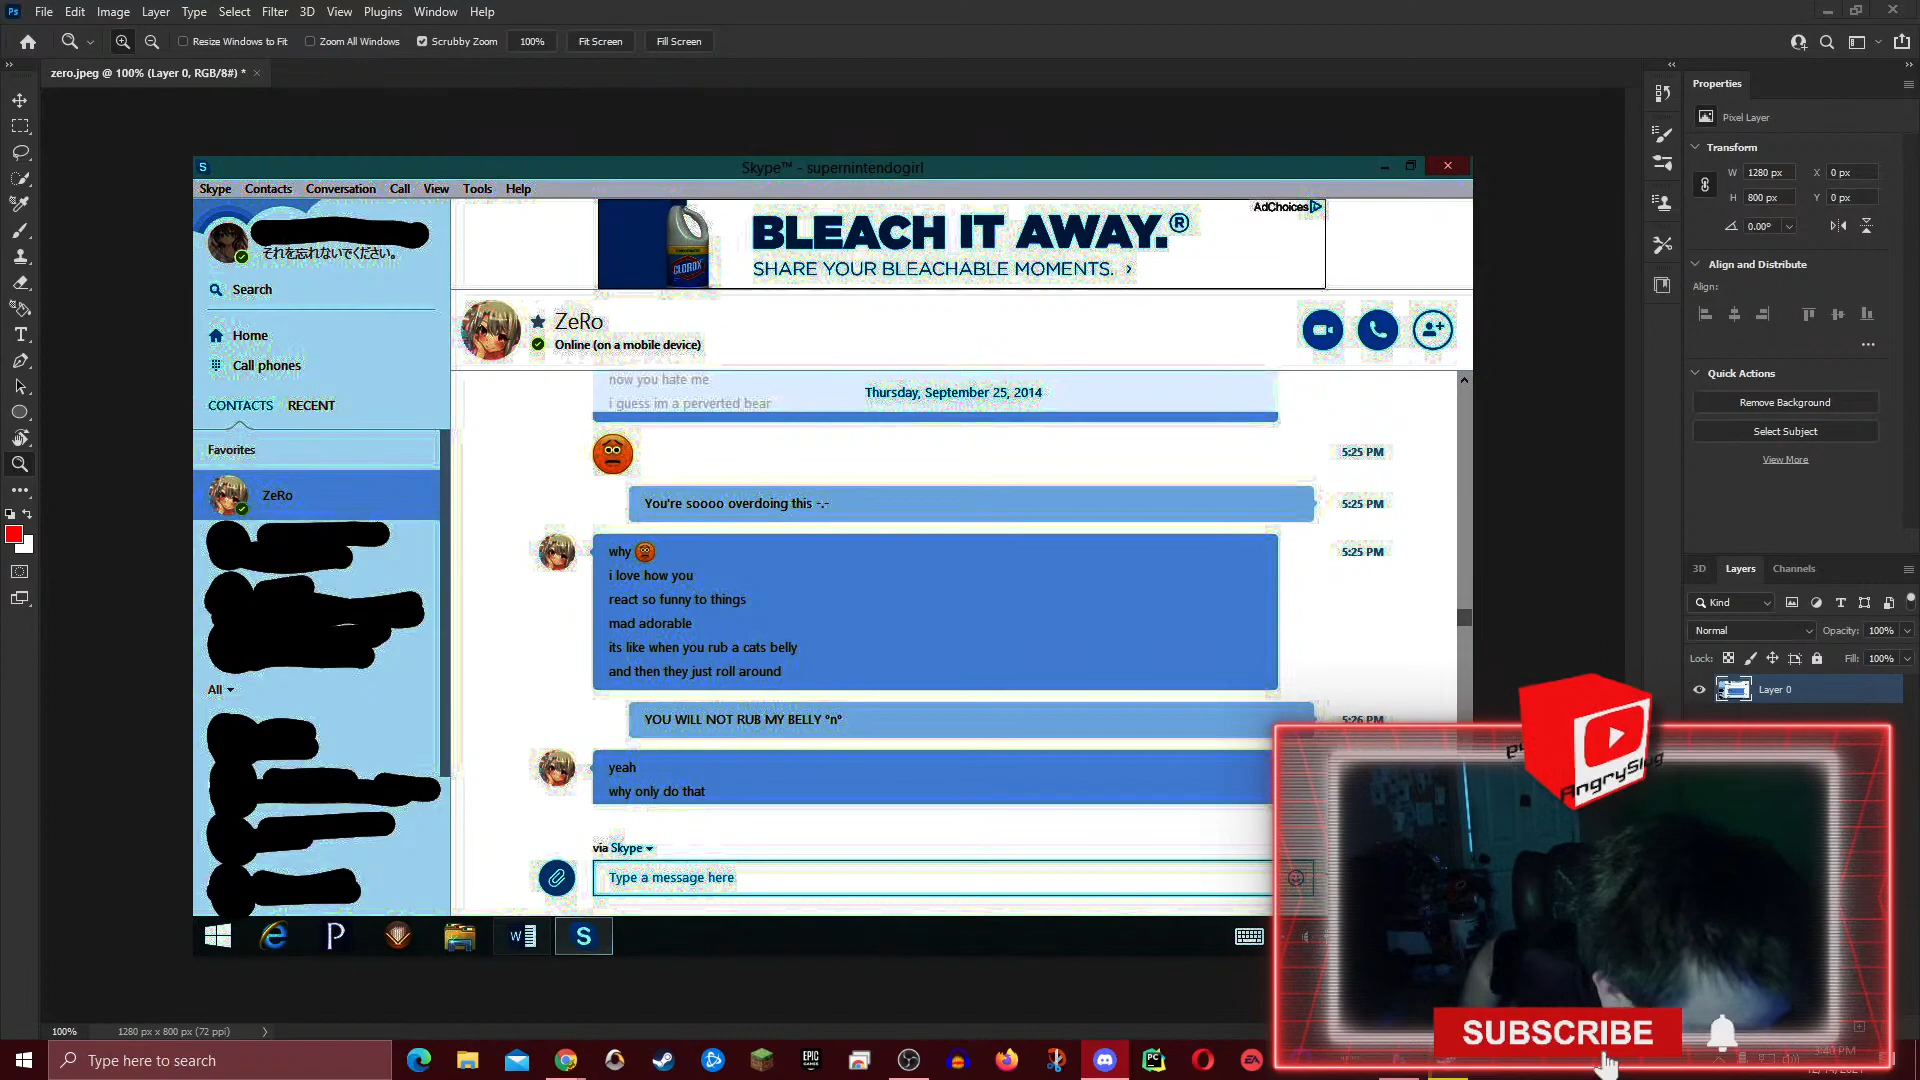 File Edit Image Layer Type Select Filter 3D View Plugins Window Help
Resize Windows to Fit Zoom All Windows Scrubby Zoom 100% Fit Screen Fill Screen
zero.jpeg @ 100% (Layer 0, RGB/8#) *
Skype™ - supernintendogirl
Skype Contacts Conversation Call View Tools Help
それを忘れないでください。
Search
Home
Call phones
CONTACTS RECENT
Favorites
ZeRo
All
AdChoices
BLEACH IT AWAY.®
SHARE YOUR BLEACHABLE MOMENTS. ›
CLOROX
ZeRo
Online (on a mobile device)
now you hate me
i guess im a perverted bear
Thursday, September 25, 2014
5:25 PM
You're soooo overdoing this -.-
5:25 PM
why
5:25 PM
i love how you
react so funny to things
mad adorable
its like when you rub a cats belly
and then they just roll around
YOU WILL NOT RUB MY BELLY °n°
5:26 PM
yeah
why only do that
via Skype
Type a message here
Properties
Pixel Layer
Transform
W 1280 px X 0 px
H 800 px Y 0 px
0.00°
Align and Distribute
Align:
Quick Actions
Remove Background
Select Subject
View More
3D Layers Channels
Kind
Normal Opacity: 100%
Lock: Fill: 100%
Layer 0
AngrySlug
SUBSCRIBE
100% 1280 px x 800 px (72 ppi)
Type here to search
EPIC GAMES
PC
EA
3:40 PM